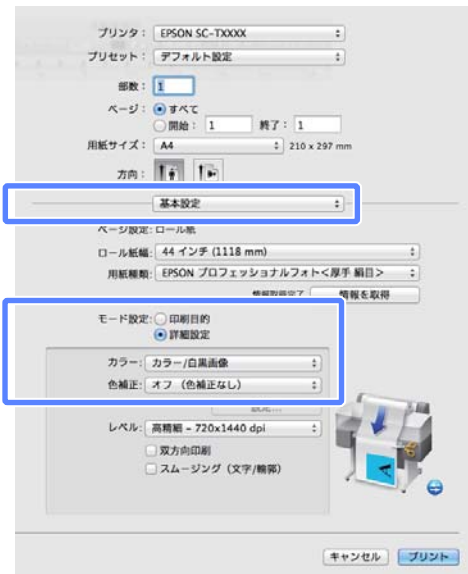 プリンタ： EPSON SC-TXXXX
プリセット： デフォルト設定
部数： 1
ページ： すべて
開始： 1 終了： 1
用紙サイズ： A4 210 x 297 mm
方向：
基本設定
ページ設定: ロール紙
ロール紙幅: 44 インチ (1118 mm)
用紙種類: EPSON プロフェッショナルフォト<厚手 絹目>
情報取得完了 情報を取得
モード設定: 印刷目的
詳細設定
カラー: カラー/白黒画像
色補正: オフ （色補正なし）
設定...
レベル: 高精細 - 720x1440 dpi
双方向印刷
スムージング（文字/輪郭）
キャンセル プリント